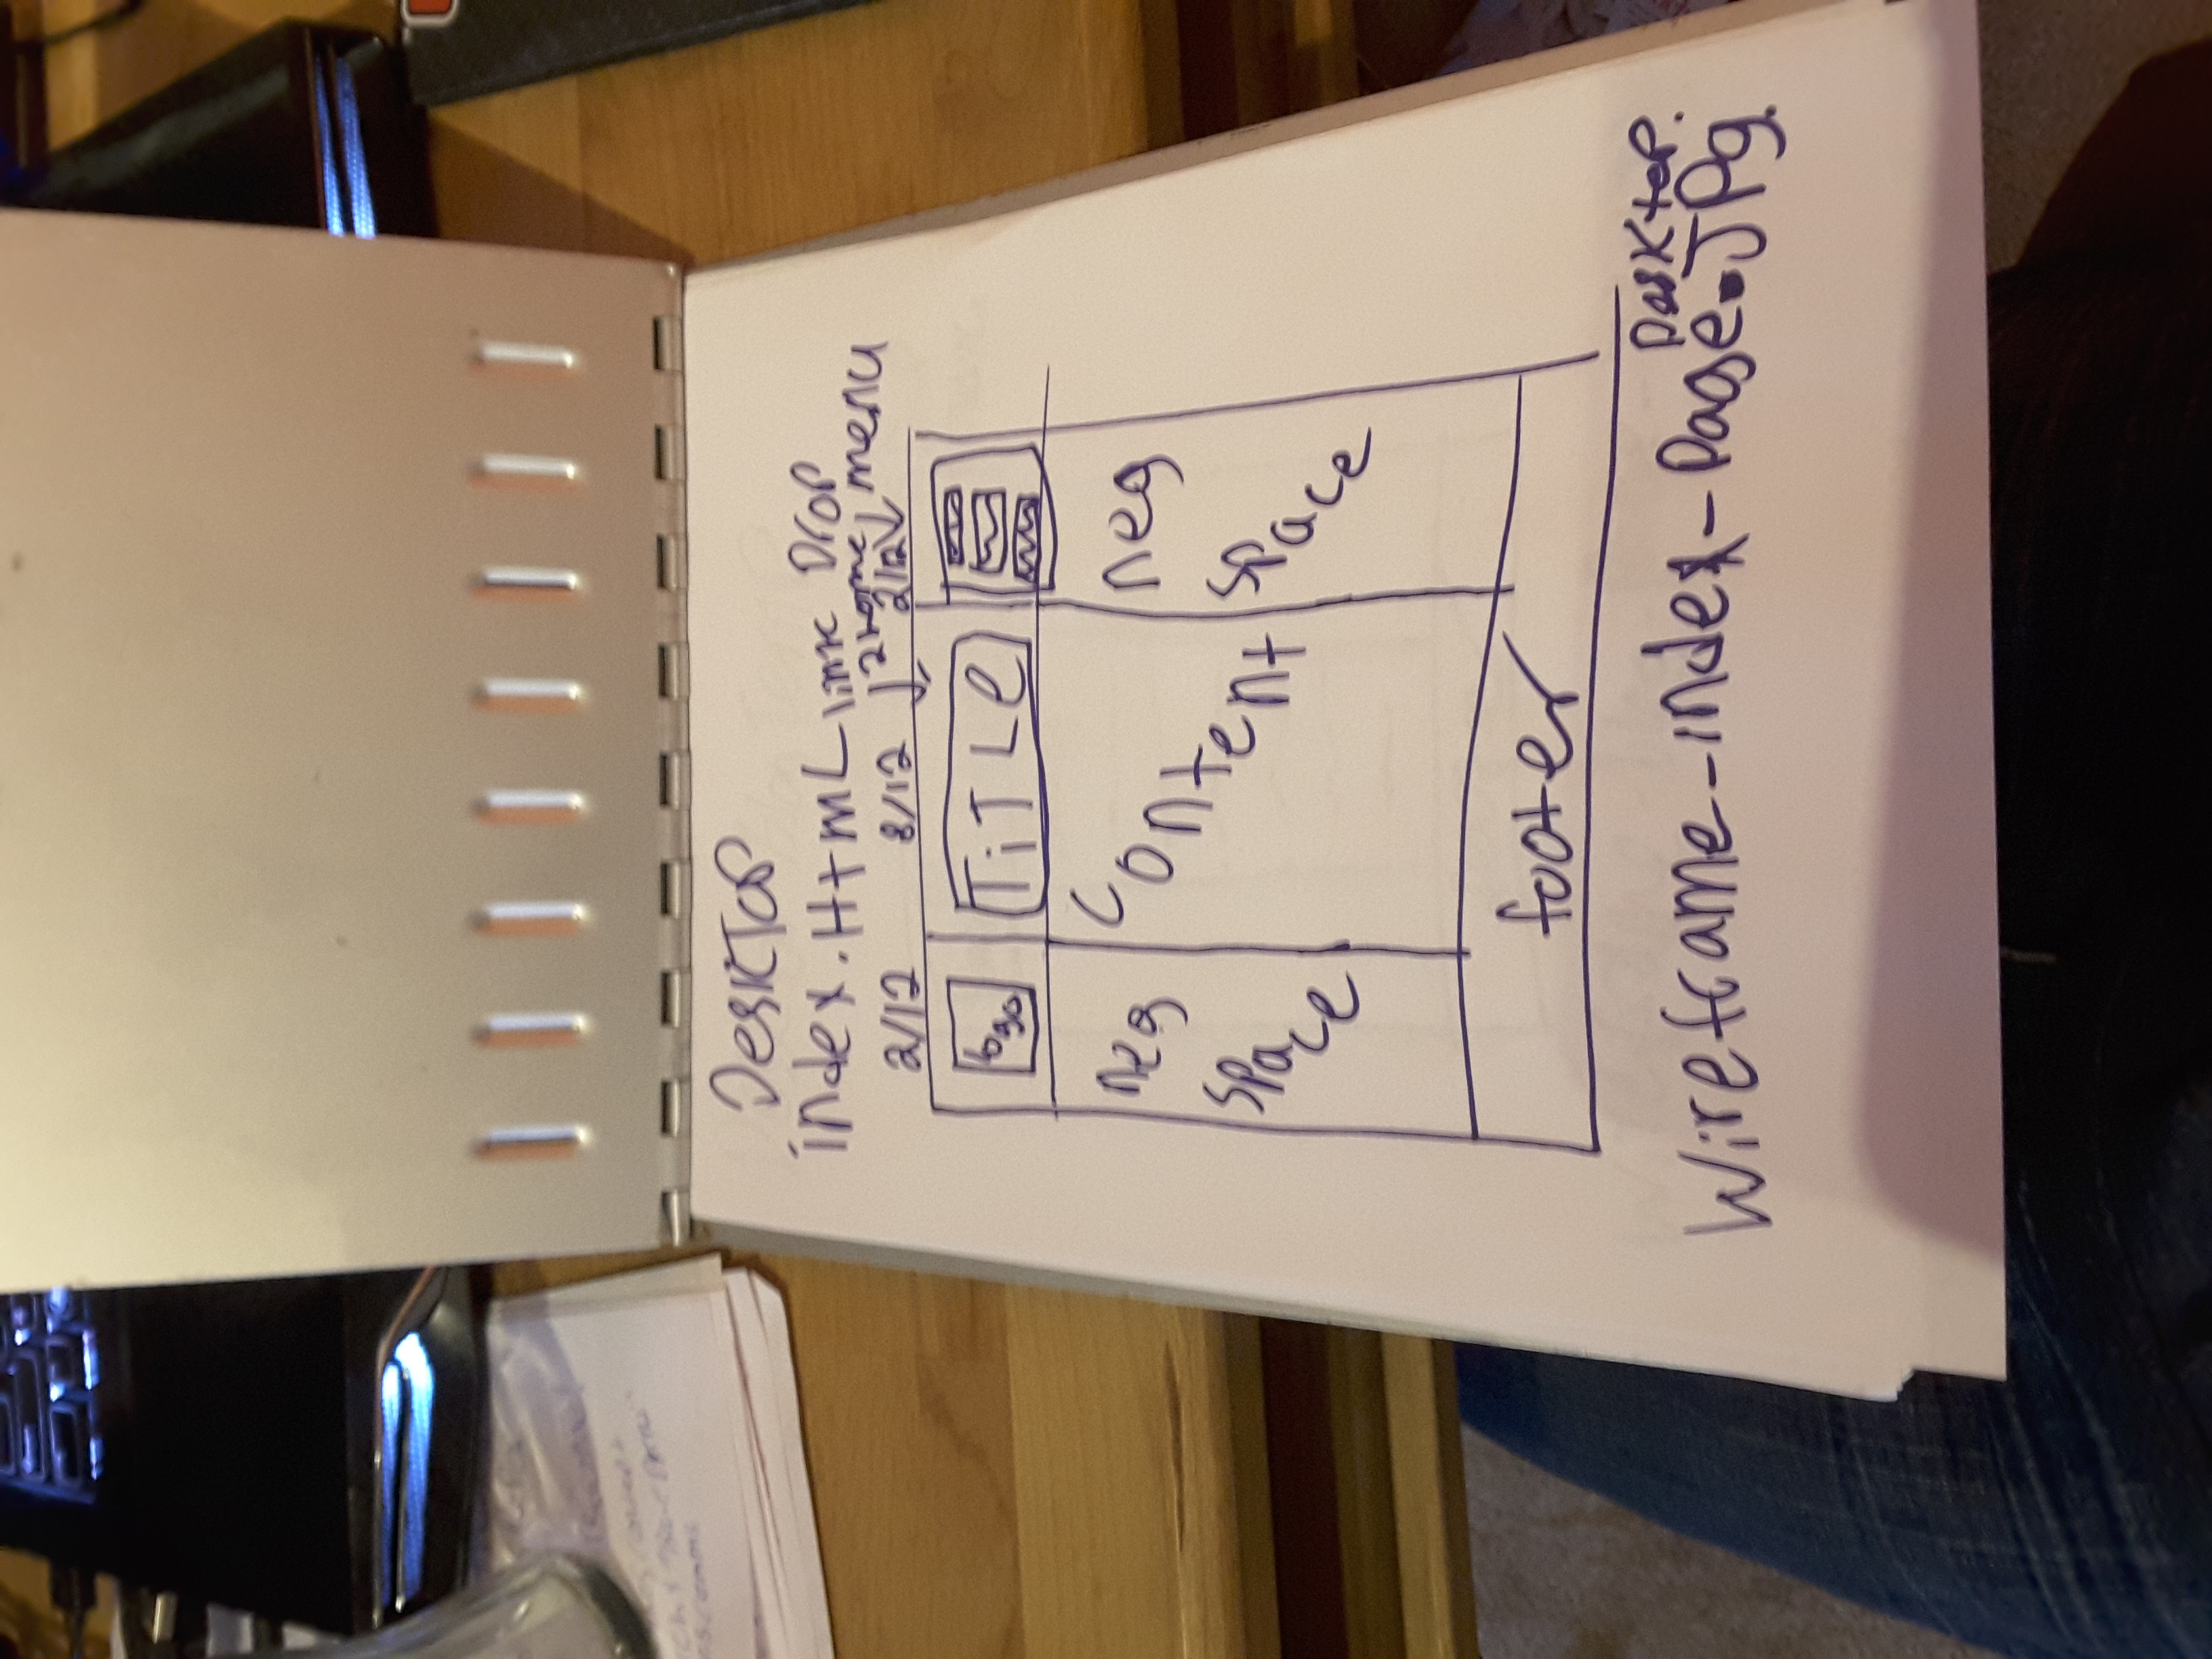 DeskTop
index.HtmL link Drop
2 home menu
2/12 8/12 2/12
logo TiTLe
neg Content neg
space space
footer
Desktop.
Wireframe-index-Page.JPg.